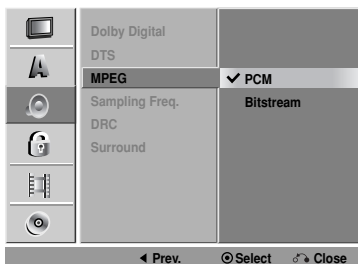 Dolby Digital
DTS
MPEG
✔ PCM
Sampling Freq.
Bitstream
DRC
Surround
◀ Prev.
Select
Close